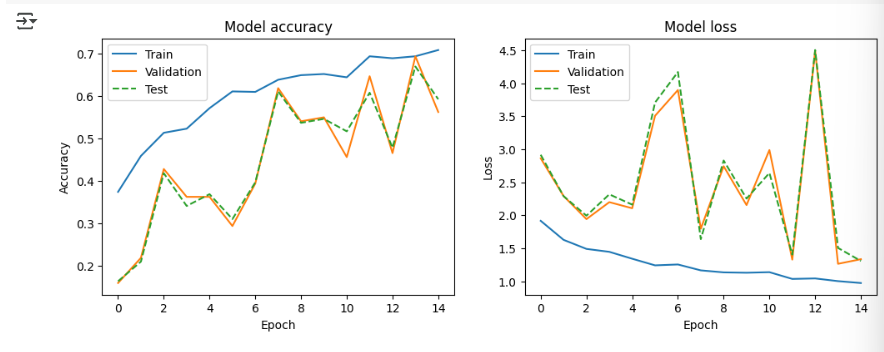 Model accuracy
Train
Validation
Test
0.7
0.6
0.5
0.4
0.3
0.2
Accuracy
0 2 4 6 8 10 12 14
Epoch
Model loss
Train
Validation
Test
4.5
4.0
3.5
3.0
2.5
2.0
1.5
1.0
Loss
0 2 4 6 8 10 12 14
Epoch